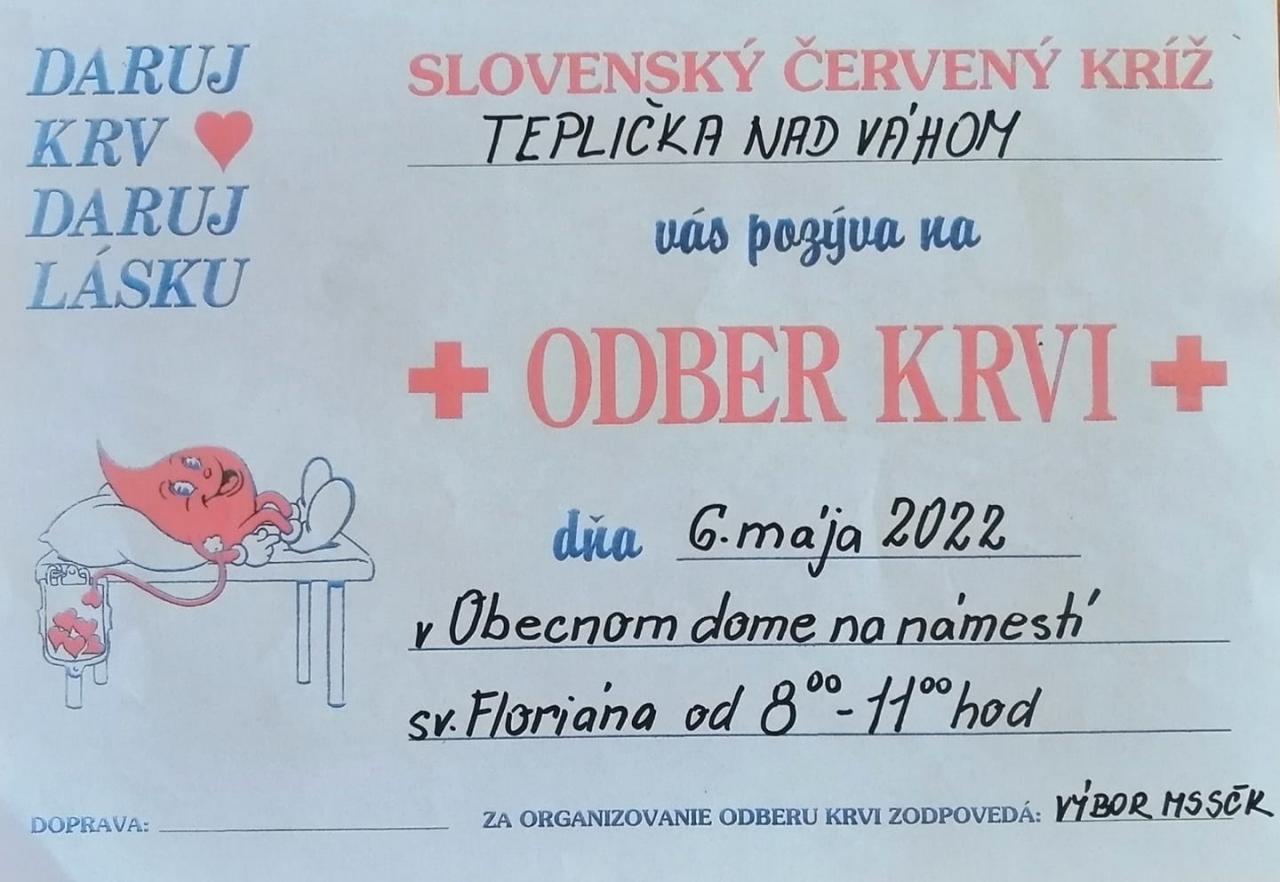 DARUJ
KRV
DARUJ
LÁSKU
SLOVENSKÝ ČERVENÝ KRÍŽ
TEPLIČKA NAD VÁHOM
vás pozýva na
ODBER KRVI
dňa 6. mája 2022
v Obecnom dome na námestí
sv. Floriána od 8⁰⁰ - 11⁰⁰ hod
DOPRAVA:
ZA ORGANIZOVANIE ODBERU KRVI ZODPOVEDÁ: VÝBOR MSSČK